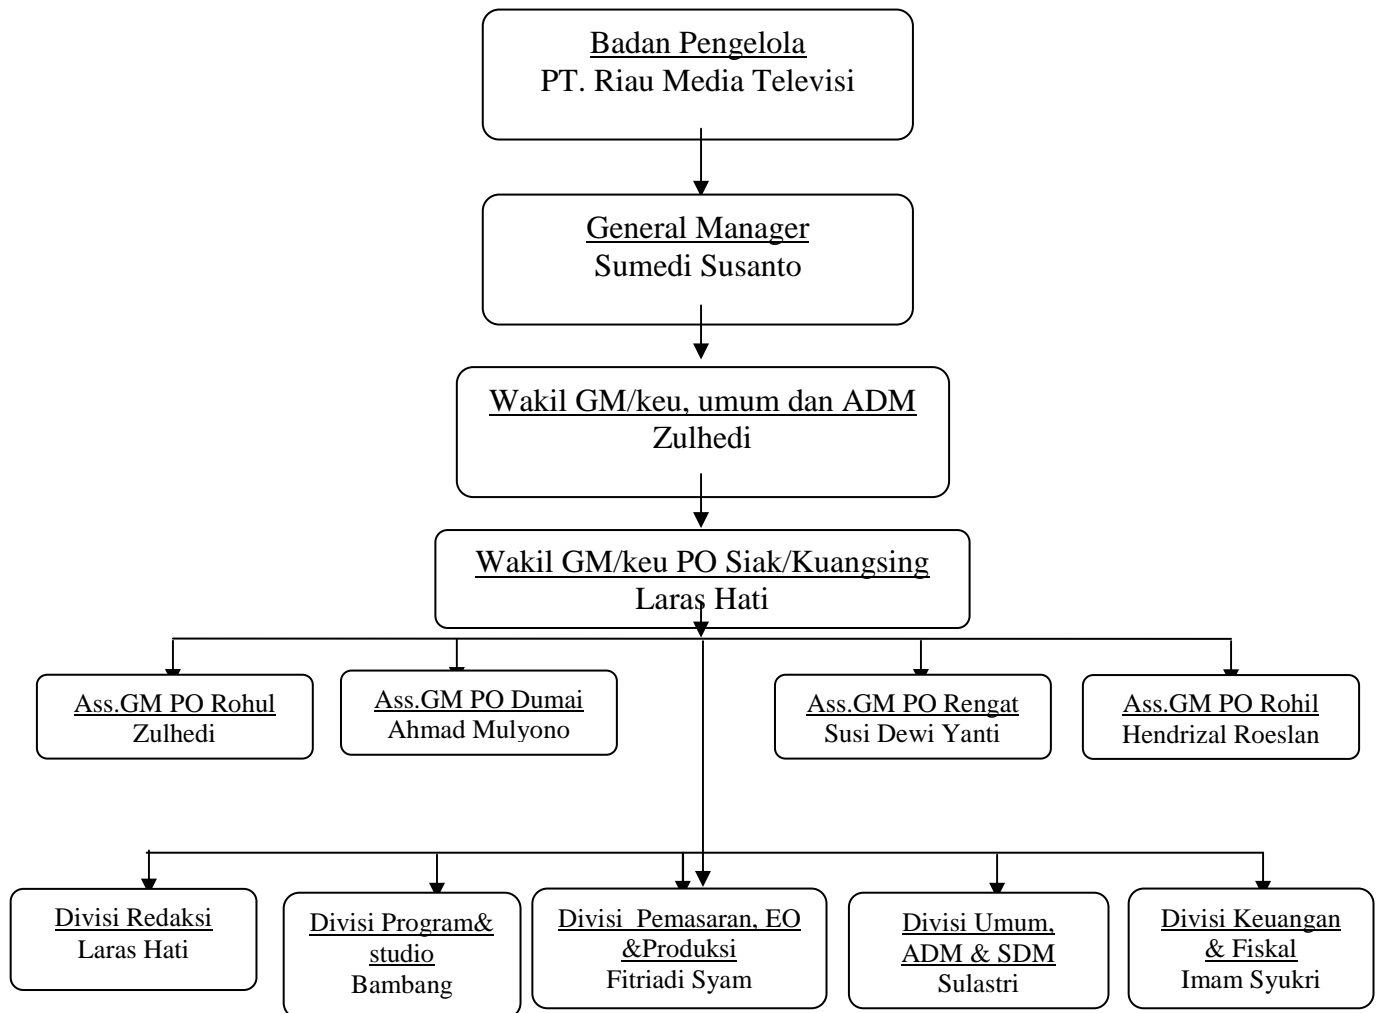 Badan Pengelola
PT. Riau Media Televisi
General Manager
Sumedi Susanto
Wakil GM/keu, umum dan ADM
Zulhedi
Wakil GM/keu PO Siak/Kuangsing
Laras Hati
Ass.GM PO Rohul
Zulhedi
Ass.GM PO Dumai
Ahmad Mulyono
Ass.GM PO Rengat
Susi Dewi Yanti
Ass.GM PO Rohil
Hendrizal Roeslan
Divisi Redaksi
Laras Hati
Divisi Program&
studio
Bambang
Divisi  Pemasaran, EO
&Produksi
Fitriadi Syam
Divisi Umum,
ADM & SDM
Sulastri
Divisi Keuangan
& Fiskal
Imam Syukri